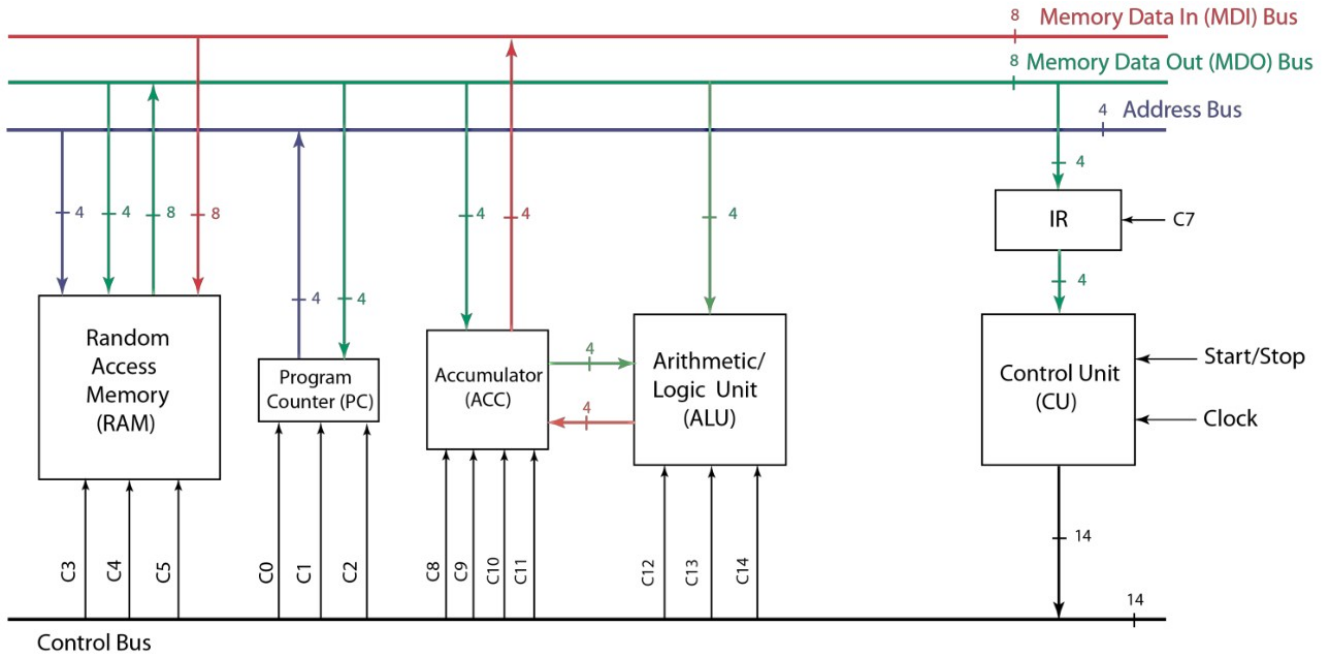 8 Memory Data In (MDI) Bus
8 Memory Data Out (MDO) Bus
4 Address Bus
4
4
4
8
8
4
4
4
4
4
IR
C7
4
Random
Access
Memory
(RAM)
Program
Counter (PC)
Accumulator
(ACC)
4
4
Arithmetic/
Logic Unit
(ALU)
Control Unit
(CU)
Start/Stop
Clock
C3
C4
C5
C0
C1
C2
C8
C9
C10
C11
C12
C13
C14
14
14
Control Bus